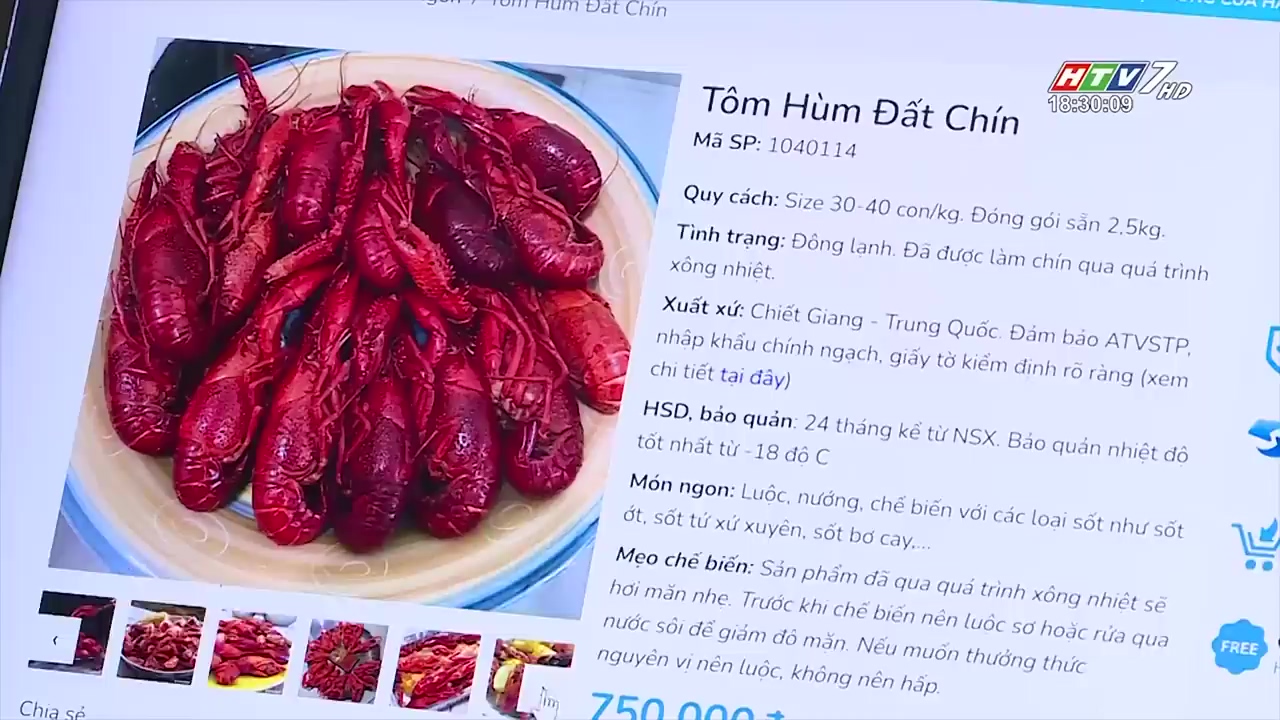 Tôm Hùm Đất Chín
HTV7 HD
18:30:09
Tôm Hùm Đất Chín
Mã SP: 1040114
Quy cách: Size 30-40 con/kg. Đóng gói sẵn 2,5kg.
Tình trạng: Đông lạnh. Đã được làm chín qua quá trình
xông nhiệt.
Xuất xứ: Chiết Giang - Trung Quốc. Đảm bảo ATVSTP,
nhập khẩu chính ngạch, giấy tờ kiểm định rõ ràng (xem
chi tiết tại đây)
HSD, bảo quản: 24 tháng kể từ NSX. Bảo quản nhiệt độ
tốt nhất từ -18 độ C
Món ngon: Luộc, nướng, chế biến với các loại sốt như sốt
ớt, sốt tứ xứ xuyên, sốt bơ cay,...
Mẹo chế biến: Sản phẩm đã qua quá trình xông nhiệt sẽ
hơi mặn nhẹ. Trước khi chế biến nên luộc sơ hoặc rửa qua
nước sôi để giảm độ mặn. Nếu muốn thưởng thức
nguyên vị nên luộc, không nên hấp.
750.000
FREE
Chia sẻ